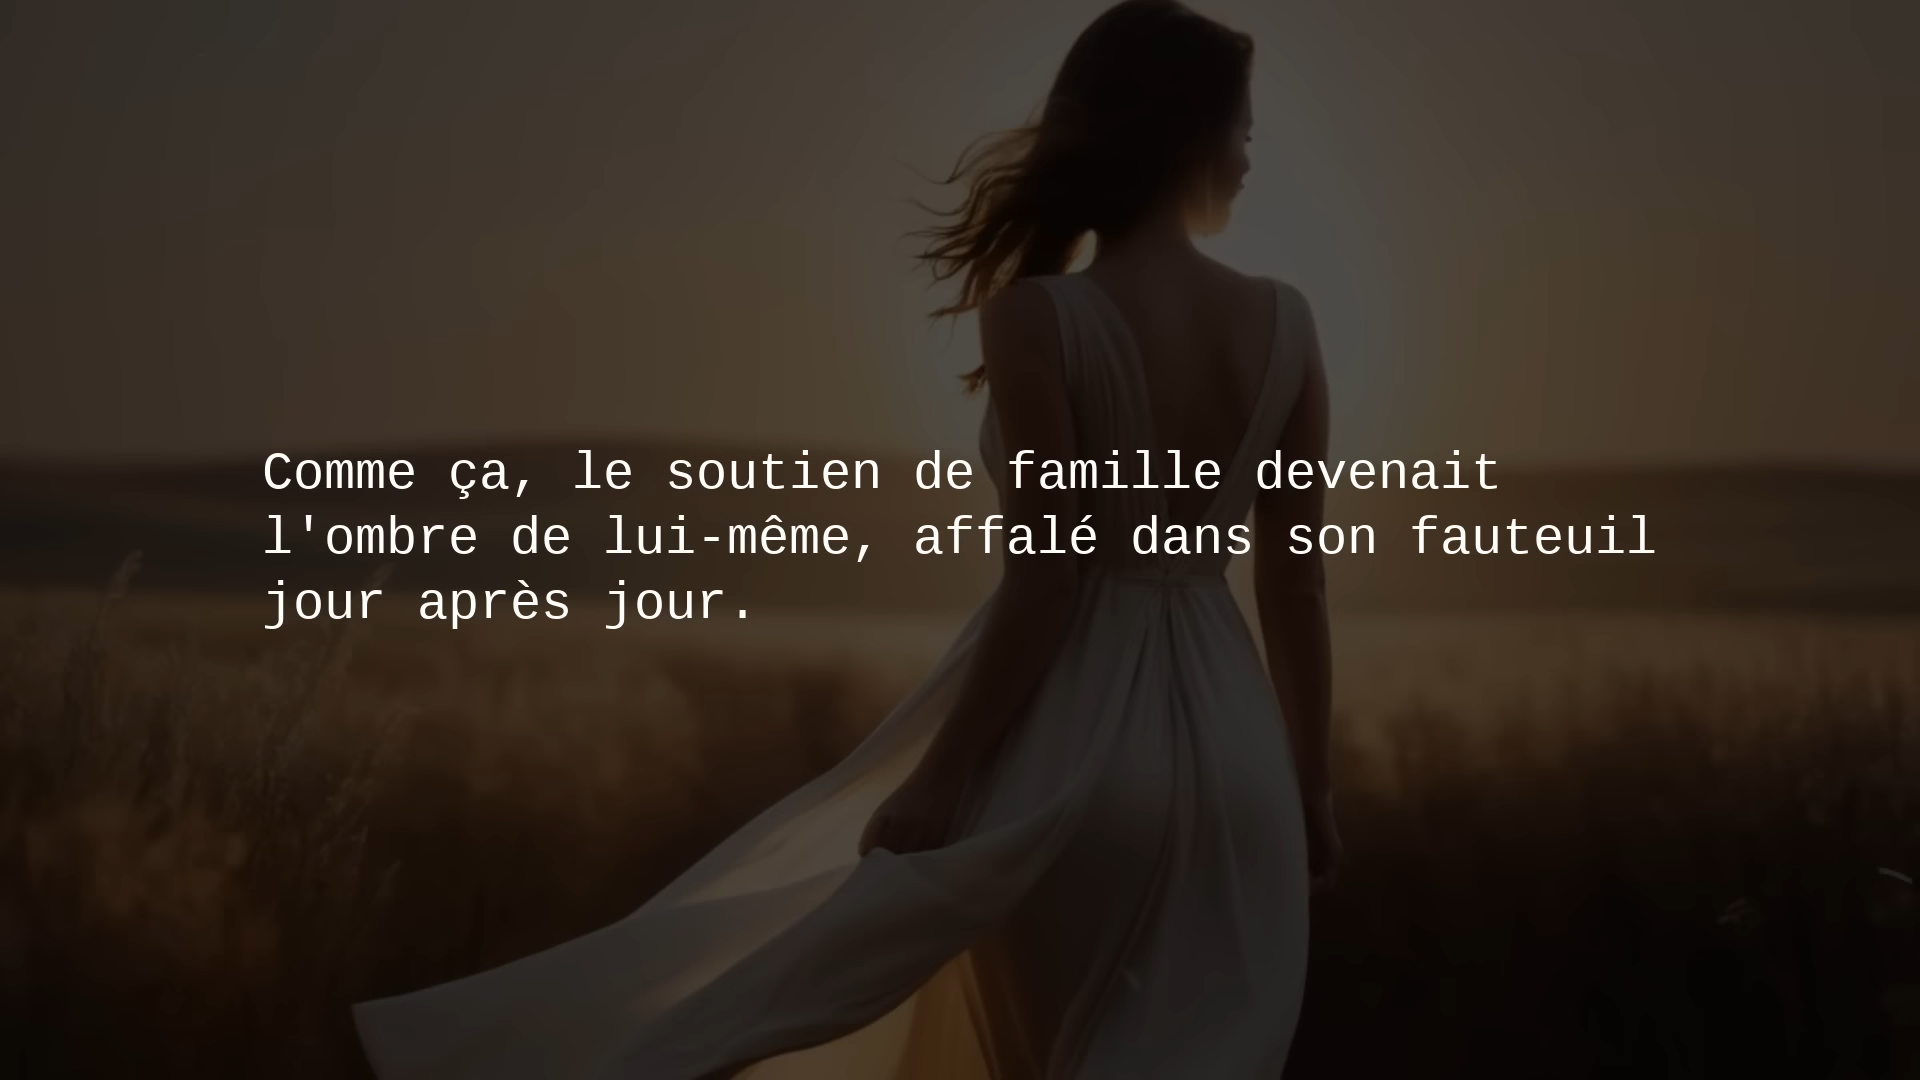 Comme ça, le soutien de famille devenait
l'ombre de lui-même, affalé dans son fauteuil
jour après jour.